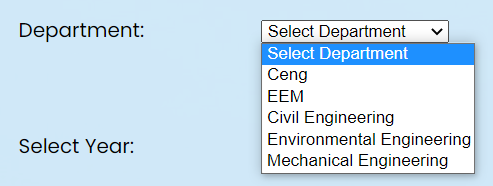 Department:
Select Department
Select Department
Ceng
EEM
Civil Engineering
Environmental Engineering
Mechanical Engineering
Select Year: